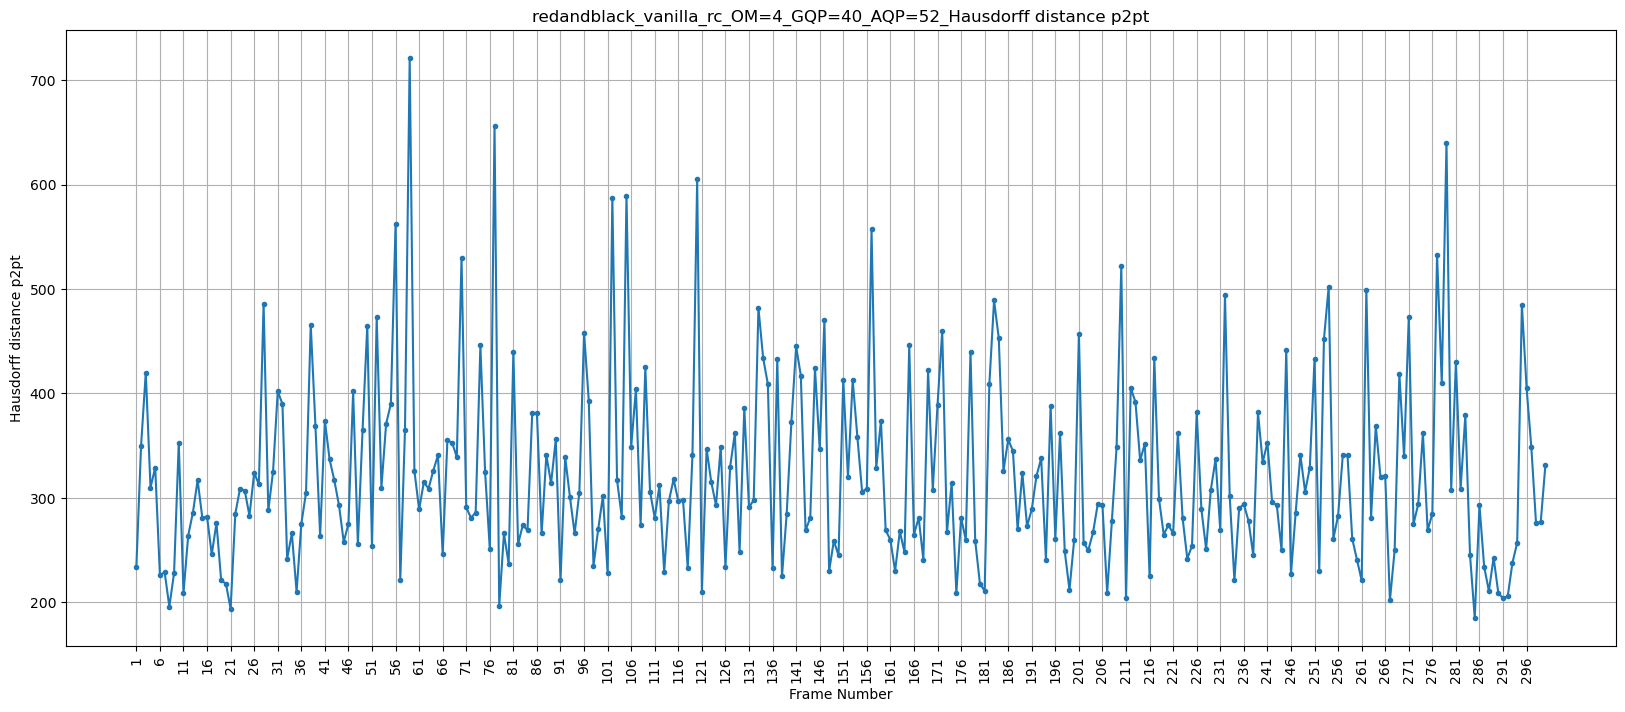 redandblack_vanilla_rc_OM=4_GQP=40_AQP=52_Hausdorff distance p2pt
Hausdorff distance p2pt
700
600
500
400
300
200
1 6 11 16 21 26 31 36 41 46 51 56 61 66 71 76 81 86 91 96 101 106 111 116 121 126 131 136 141 146 151 156 161 166 171 176 181 186 191 196 201 206 211 216 221 226 231 236 241 246 251 256 261 266 271 276 281 286 291 296
Frame Number